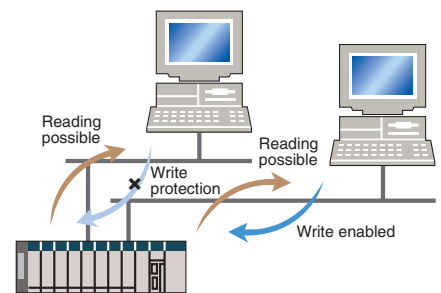 Reading
possible
Write
protection
Reading
possible
Write enabled